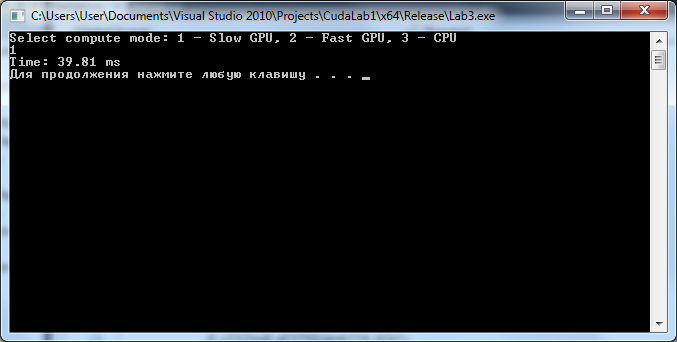 C:\Users\User\Documents\Visual Studio 2010\Projects\CudaLab1\x64\Release\Lab3.exe
Select compute mode: 1 - Slow GPU, 2 - Fast GPU, 3 - CPU
1
Time: 39.81 ms
Для продолжения нажмите любую клавишу . . . _